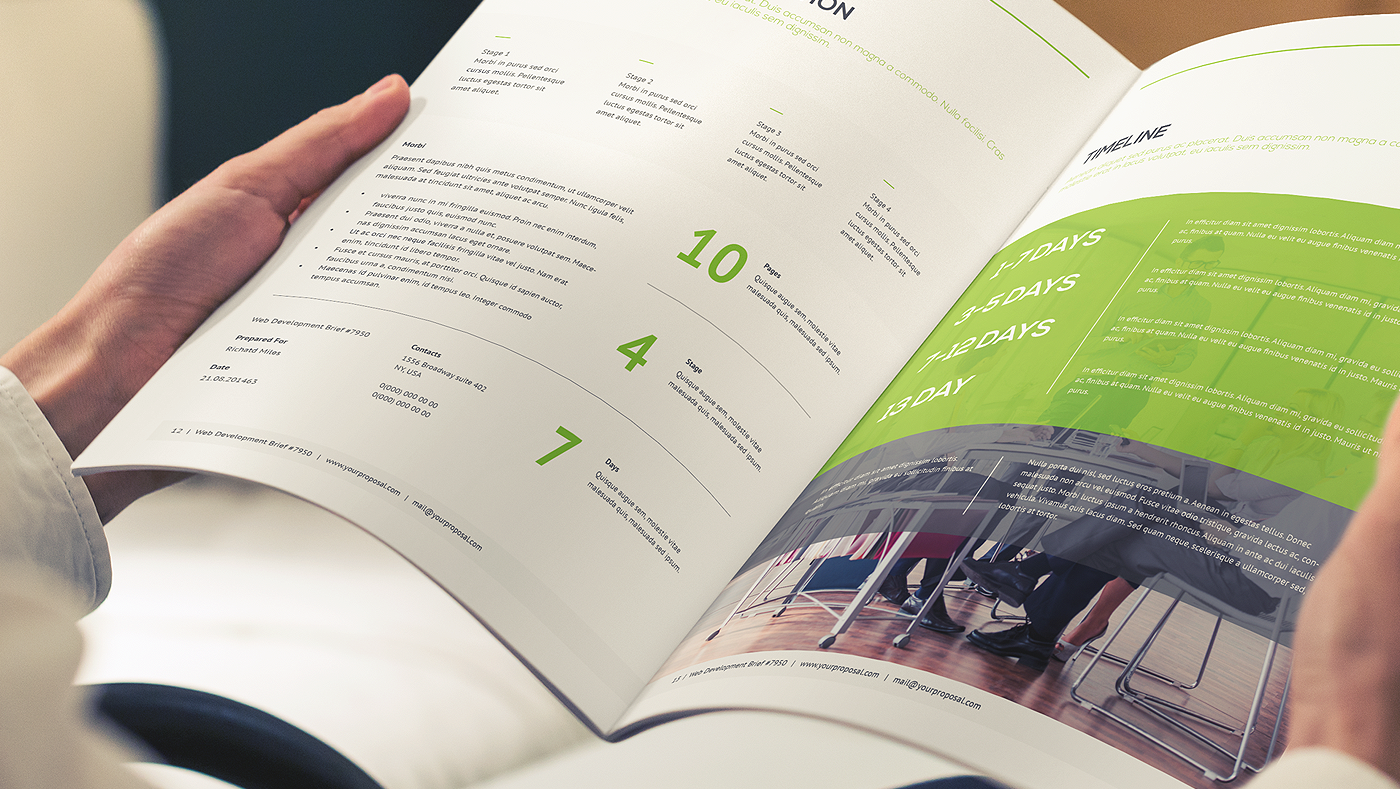 ION
erat. Duis accumsan non magna a commodo. Nulla facilisi. Cras
eu iaculis sem dignissim.
Stage 1
Morbi in purus sed orci
cursus mollis. Pellentesque
luctus egestas tortor sit
amet aliquet.
Stage 2
Morbi in purus sed orci
cursus mollis. Pellentesque
luctus egestas tortor sit
amet aliquet.
Stage 3
Morbi in purus sed orci
cursus mollis. Pellentesque
luctus egestas tortor sit
amet aliquet.
Stage 4
Morbi in purus sed orci
cursus mollis. Pellentesque
luctus egestas tortor sit
amet aliquet.
Morbi
Praesent dapibus nibh quis metus condimentum, ut ullamcorper velit
aliquam. Sed feugiat ultricies ante volutpat semper. Nunc ligula felis,
malesuada at tincidunt sit amet, aliquet ac arcu.
• viverra nunc in mi fringilla euismod. Proin nec enim interdum,
faucibus justo quis, euismod nunc.
• Praesent dui odio, viverra a nulla et, posuere volutpat sem. Maece-
nas dignissim accumsan lacus eget ornare.
• Ut ac orci nec neque facilisis fringilla vitae vel justo. Nam erat
enim, tincidunt id libero tempor.
• Fusce et cursus mauris, at porttitor orci. Quisque id sapien auctor,
faucibus urna a, condimentum nisi.
• Maecenas id pulvinar enim, id tempus leo. Integer commodo
tempus accumsan.
10
Pages
Quisque augue sem, molestie vitae
malesuada quis, malesuada sed ipsum.
4
Stage
Quisque augue sem, molestie vitae
malesuada quis, malesuada sed ipsum.
7
Days
Quisque augue sem, molestie vitae
malesuada quis, malesuada sed ipsum.
Web Development Brief #7950
Prepared For
Richard Miles
Date
21.08.201463
Contacts
1556 Broadway suite 402
NY, USA
0(000) 000 00 00
0(000) 000 00 00
12 | Web Development Brief #7950 | www.yourproposal.com | mail@yourproposal.com
TIMELINE
sed purus ac placerat. Duis accumsan non magna a co
in arcu volutpat, eu iaculis sem dignissim.
1-7 DAYS
3-5 DAYS
7-12 DAYS
13 DAY
In efficitur diam sit amet dignissim lobortis. Aliquam diam
ac, finibus at quam. Nulla eu velit eu augue finibus venenatis
purus.
In efficitur diam sit amet dignissim lobortis. Aliquam diam mi, gravida
ac, finibus at quam. Nulla eu velit eu augue finibus venenatis id in justo
purus.
In efficitur diam sit amet dignissim lobortis. Aliquam diam mi, gravida eu sollici
ac, finibus at quam. Nulla eu velit eu augue finibus venenatis id in justo. Mauris
purus.
In efficitur diam sit amet dignissim lobortis. Aliquam diam mi, gravida eu sollicitu
ac, finibus at quam. Nulla eu velit eu augue finibus venenatis id in justo. Mauris ut n
purus.
In efficitur diam sit amet dignissim lobortis.
Aliquam diam mi, gravida eu sollicitudin finibus at
Nulla porta dui nisl, sed luctus eros pretium a. Aenean in egestas tellus. Donec
malesuada non arcu vel euismod. Fusce vitae odio tristique, gravida lectus ac, con-
sequat justo. Morbi luctus ipsum a hendrerit rhoncus. Aliquam in ante ac dui iaculis
vehicula. Vivamus quis lacus diam. Sed quam neque, scelerisque a ullamcorper sed,
lobortis at tortor.
13 | Web Development Brief #7950 | www.yourproposal.com | mail@yourproposal.com